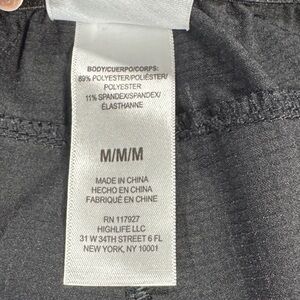 BODY/CUERPO/CORPS:
89% POLYESTER/POLIÉSTER/
POLYESTER
11% SPANDEX/SPANDEX/
ÉLASTHANNE
M/M/M
MADE IN CHINA
HECHO EN CHINA
FABRIQUÉ EN CHINE
RN 117927
HIGHLIFE LLC
31 W 34TH STREET 6 FL
NEW YORK, NY 10001